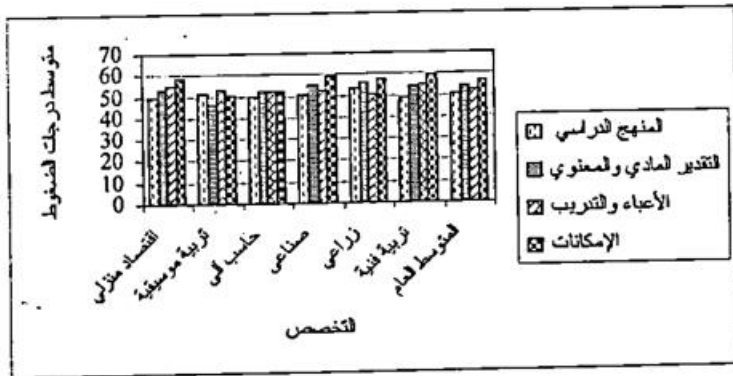 متوسط درجات الضغوط
70
60
50
40
30
20
10
0
اقتصاد منزلي
تربية موسيقية
حاسب آلي
صناعي
زراعي
تربية فنية
المتوسط العام
التخصص
المنهج الدراسي
التقدير المادي والمعنوي
الأعباء والتدريب
الإمكانات